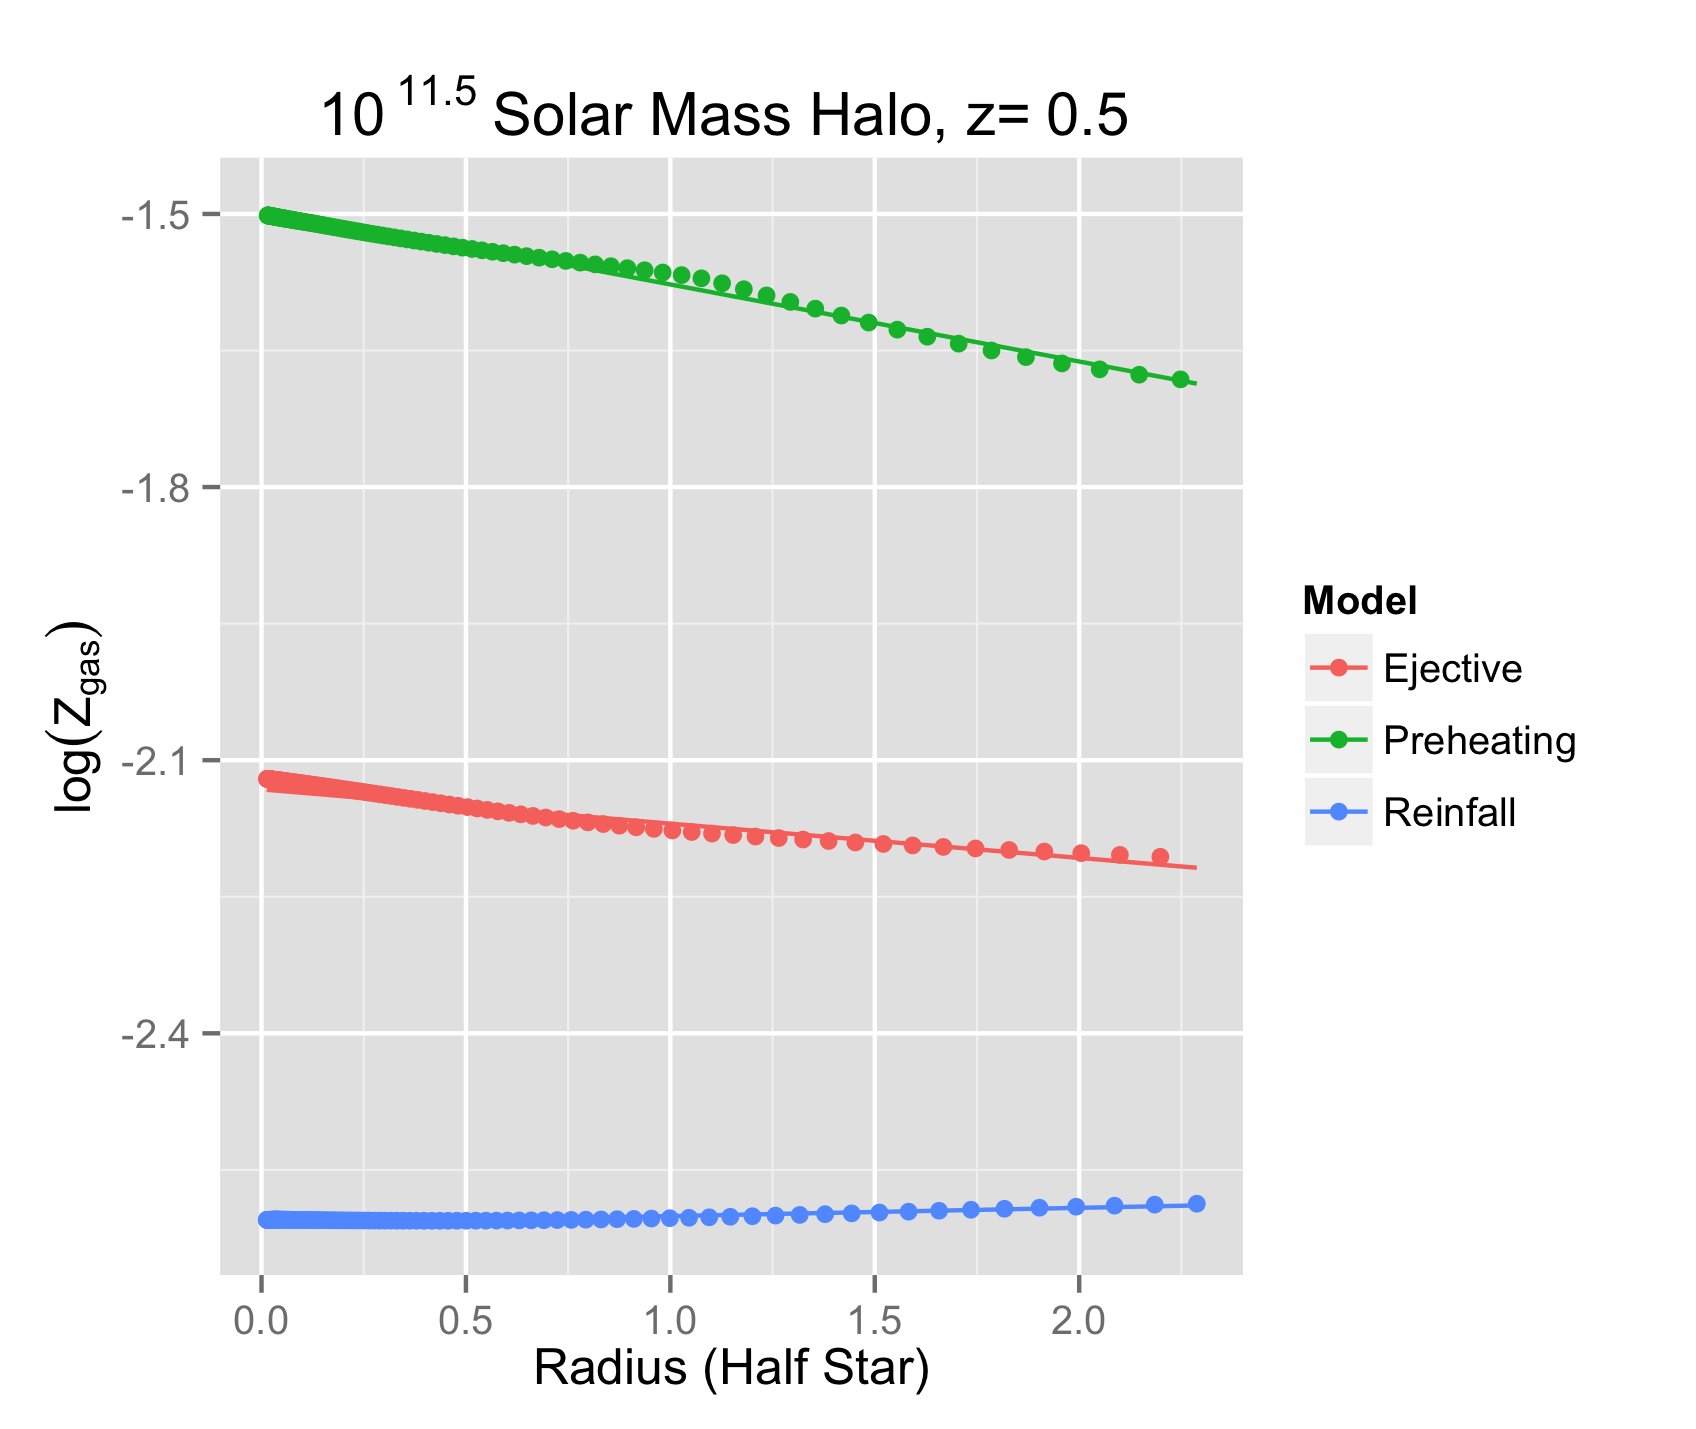 10 11.5 Solar Mass Halo, z= 0.5
-1.5
-1.8
-2.1
-2.4
log(Zgas)
0.0 0.5 1.0 1.5 2.0
Radius (Half Star)
Model
Ejective
Preheating
Reinfall